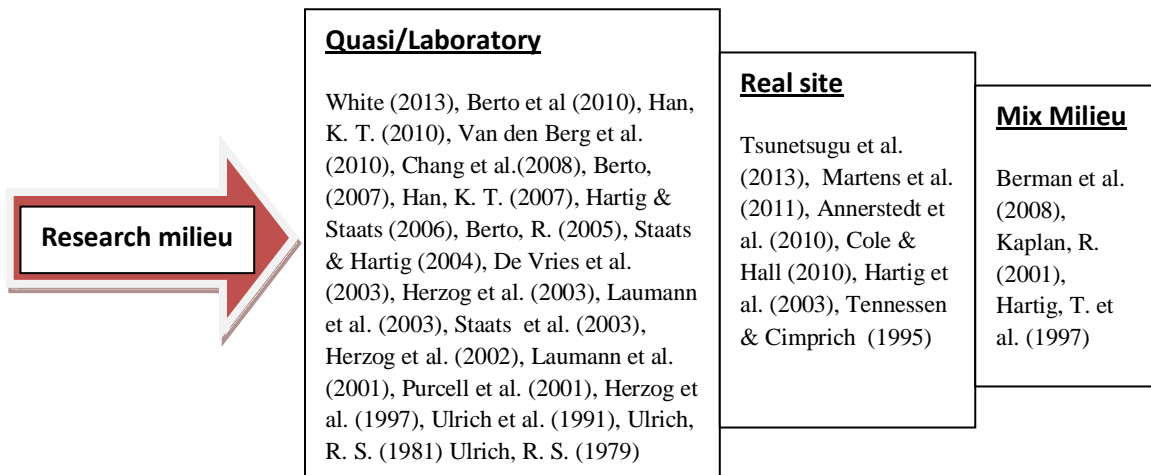 Research milieu
Quasi/Laboratory
White (2013), Berto et al (2010), Han,
K. T. (2010), Van den Berg et al.
(2010), Chang et al.(2008), Berto,
(2007), Han, K. T. (2007), Hartig &
Staats (2006), Berto, R. (2005), Staats
& Hartig (2004), De Vries et al.
(2003), Herzog et al. (2003), Laumann
et al. (2003), Staats et al. (2003),
Herzog et al. (2002), Laumann et al.
(2001), Purcell et al. (2001), Herzog et
al. (1997), Ulrich et al. (1991), Ulrich,
R. S. (1981) Ulrich, R. S. (1979)
Real site
Tsunetsugu et al.
(2013), Martens et al.
(2011), Annerstedt et
al. (2010), Cole &
Hall (2010), Hartig et
al. (2003), Tennessen
& Cimprich (1995)
Mix Milieu
Berman et al.
(2008),
Kaplan, R.
(2001),
Hartig, T. et
al. (1997)